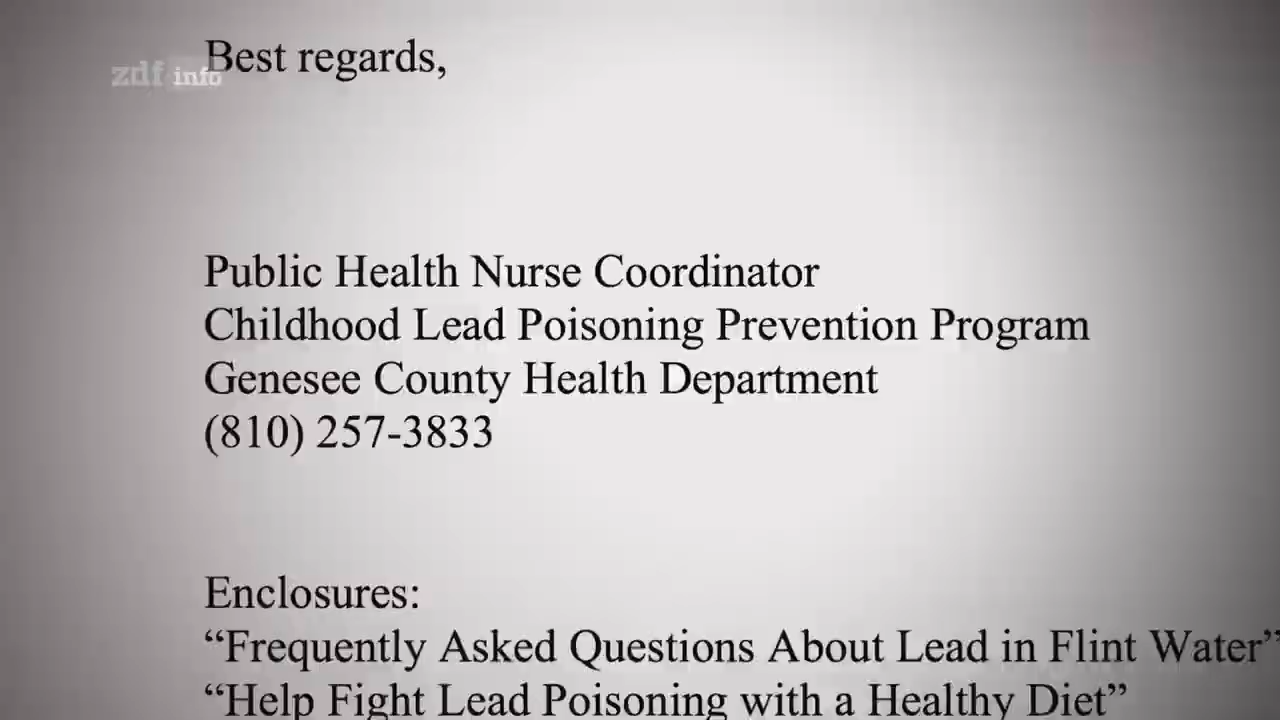 Best regards,
zdf info
Public Health Nurse Coordinator
Childhood Lead Poisoning Prevention Program
Genesee County Health Department
(810) 257-3833
Enclosures:
“Frequently Asked Questions About Lead in Flint Water”
“Help Fight Lead Poisoning with a Healthy Diet”